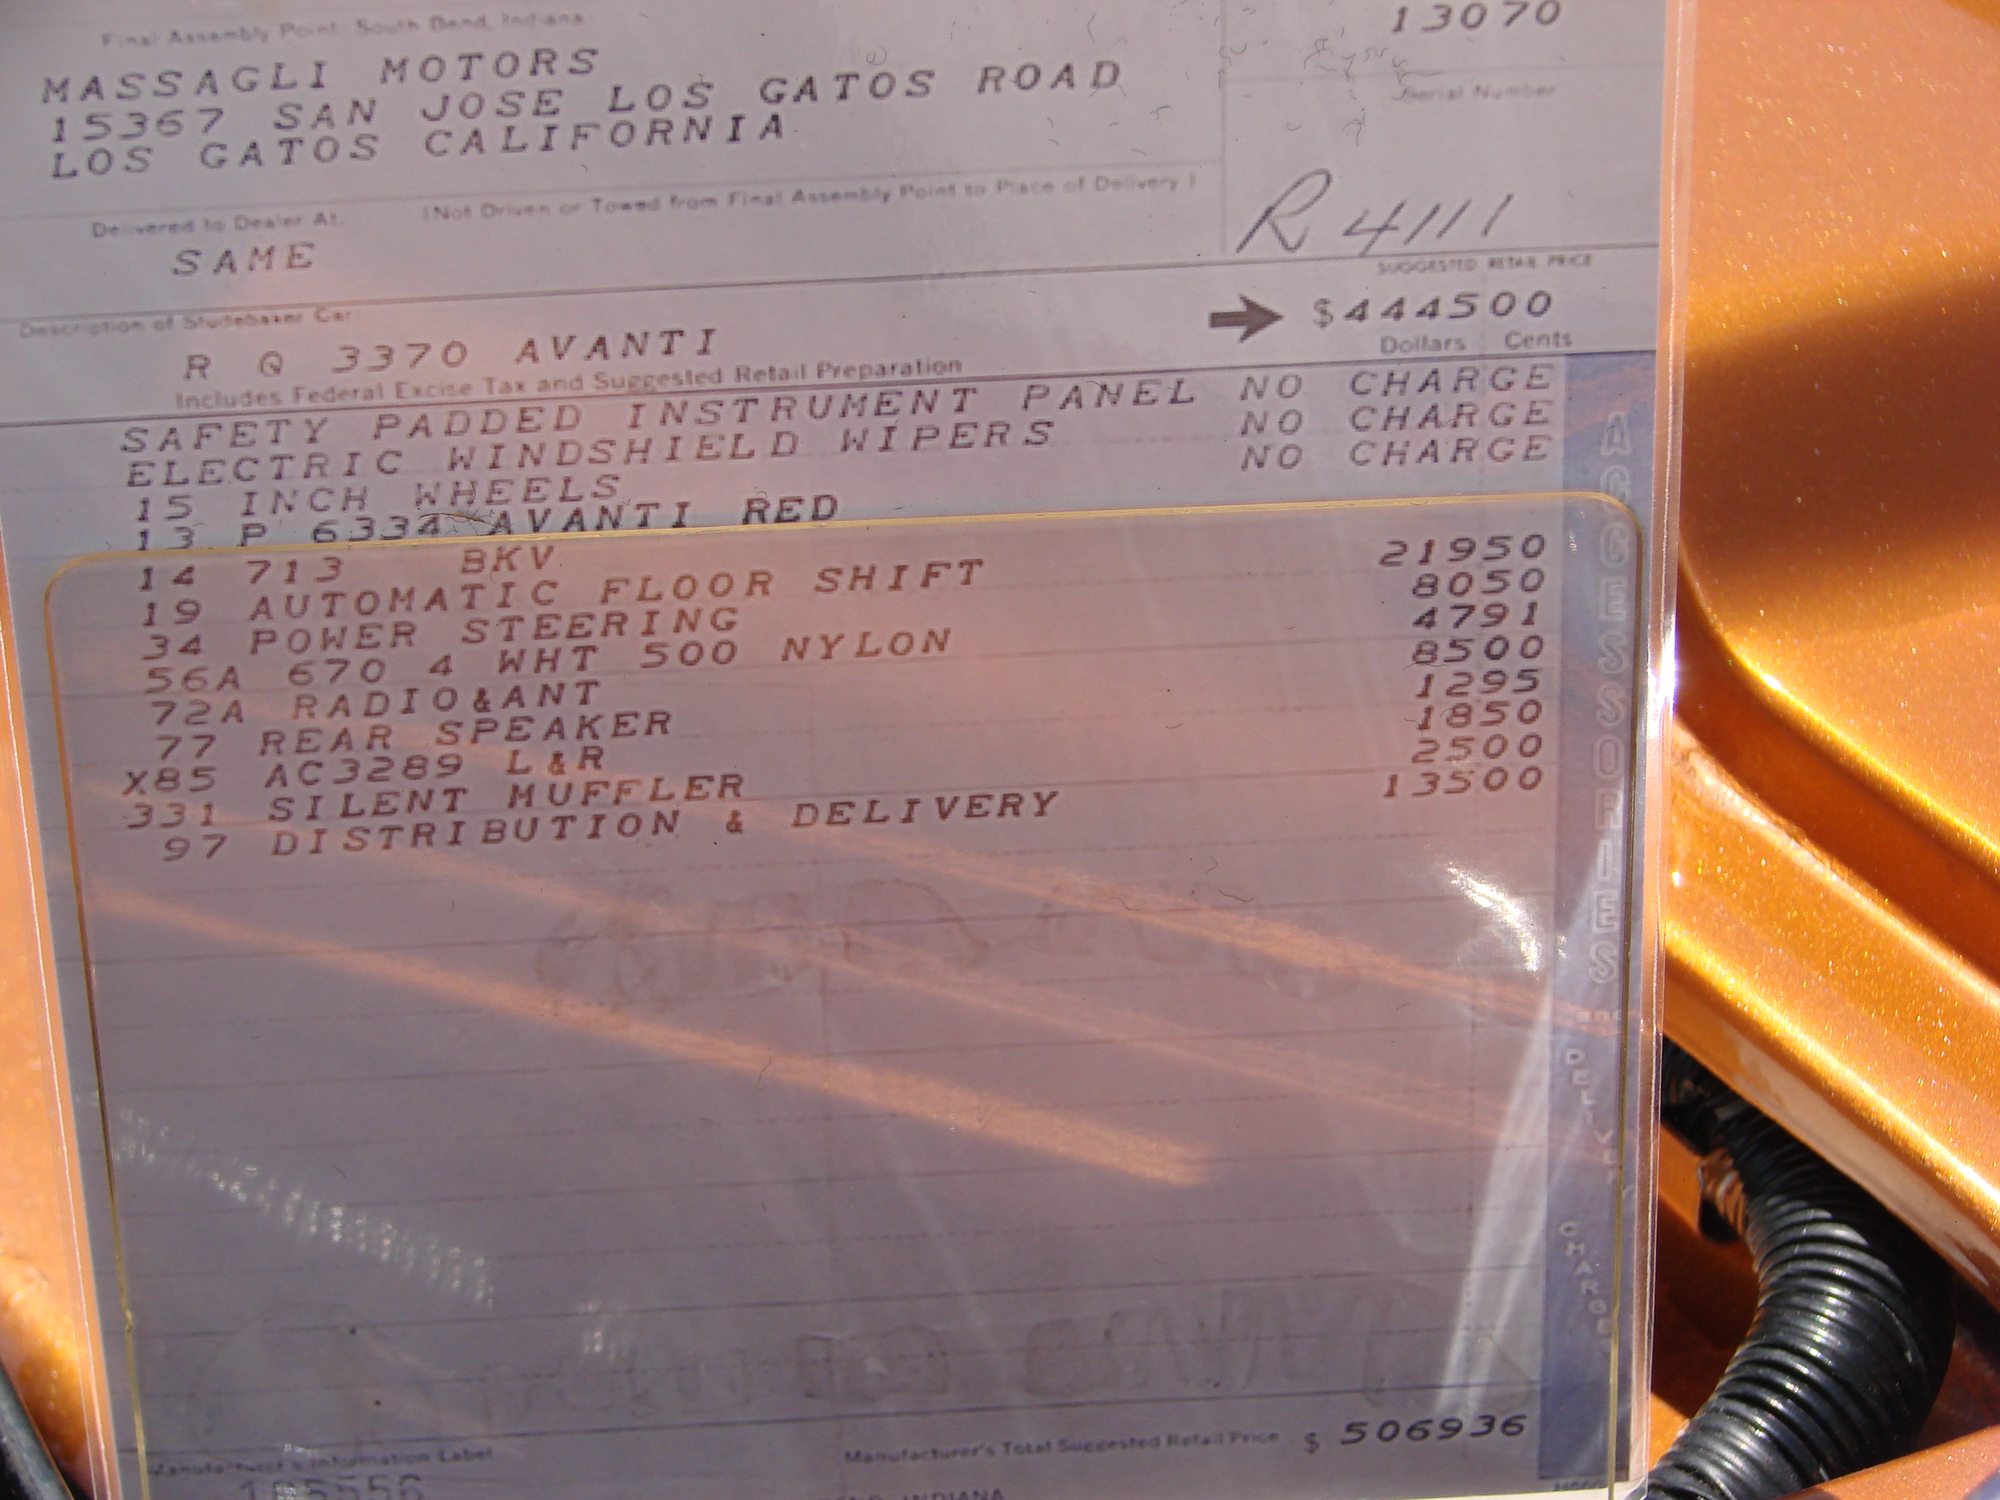 Final Assembly Point: South Bend, Indiana
13070
MASSAGLI MOTORS
15367 SAN JOSE LOS GATOS ROAD
LOS GATOS CALIFORNIA
Serial Number
R4111
Delivered to Dealer At: (Not Driven or Towed from Final Assembly Point to Place of Delivery)
SAME
SUGGESTED RETAIL PRICE
Description of Studebaker Car:
$444500
R Q 3370 AVANTI
Dollars Cents
Includes Federal Excise Tax and Suggested Retail Preparation
SAFETY PADDED INSTRUMENT PANEL NO CHARGE
ELECTRIC WINDSHIELD WIPERS NO CHARGE
15 INCH WHEELS NO CHARGE
13 P 6334 AVANTI RED
14 713 BKV
19 AUTOMATIC FLOOR SHIFT 21950
34 POWER STEERING 8050
56A 670 4 WHT 500 NYLON 4791
72A RADIO&ANT 8500
77 REAR SPEAKER 1295
X85 AC3289 L&R 1850
331 SILENT MUFFLER 2500
97 DISTRIBUTION & DELIVERY 13500
ACCESSORIES and DELIVERY CHARGES
Manufacturer's Total Suggested Retail Price $ 506936
Manufacturer's Information Label
INDIANA